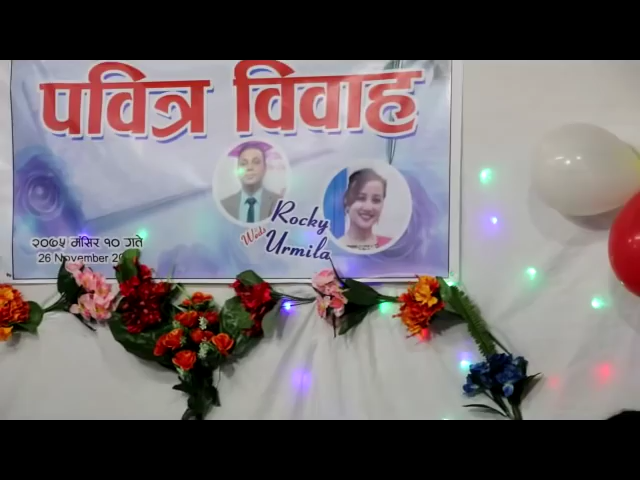 पवित्र विवाह
Rocky
Weds
Urmila
२०७५ मंसिर १० गते
26 November